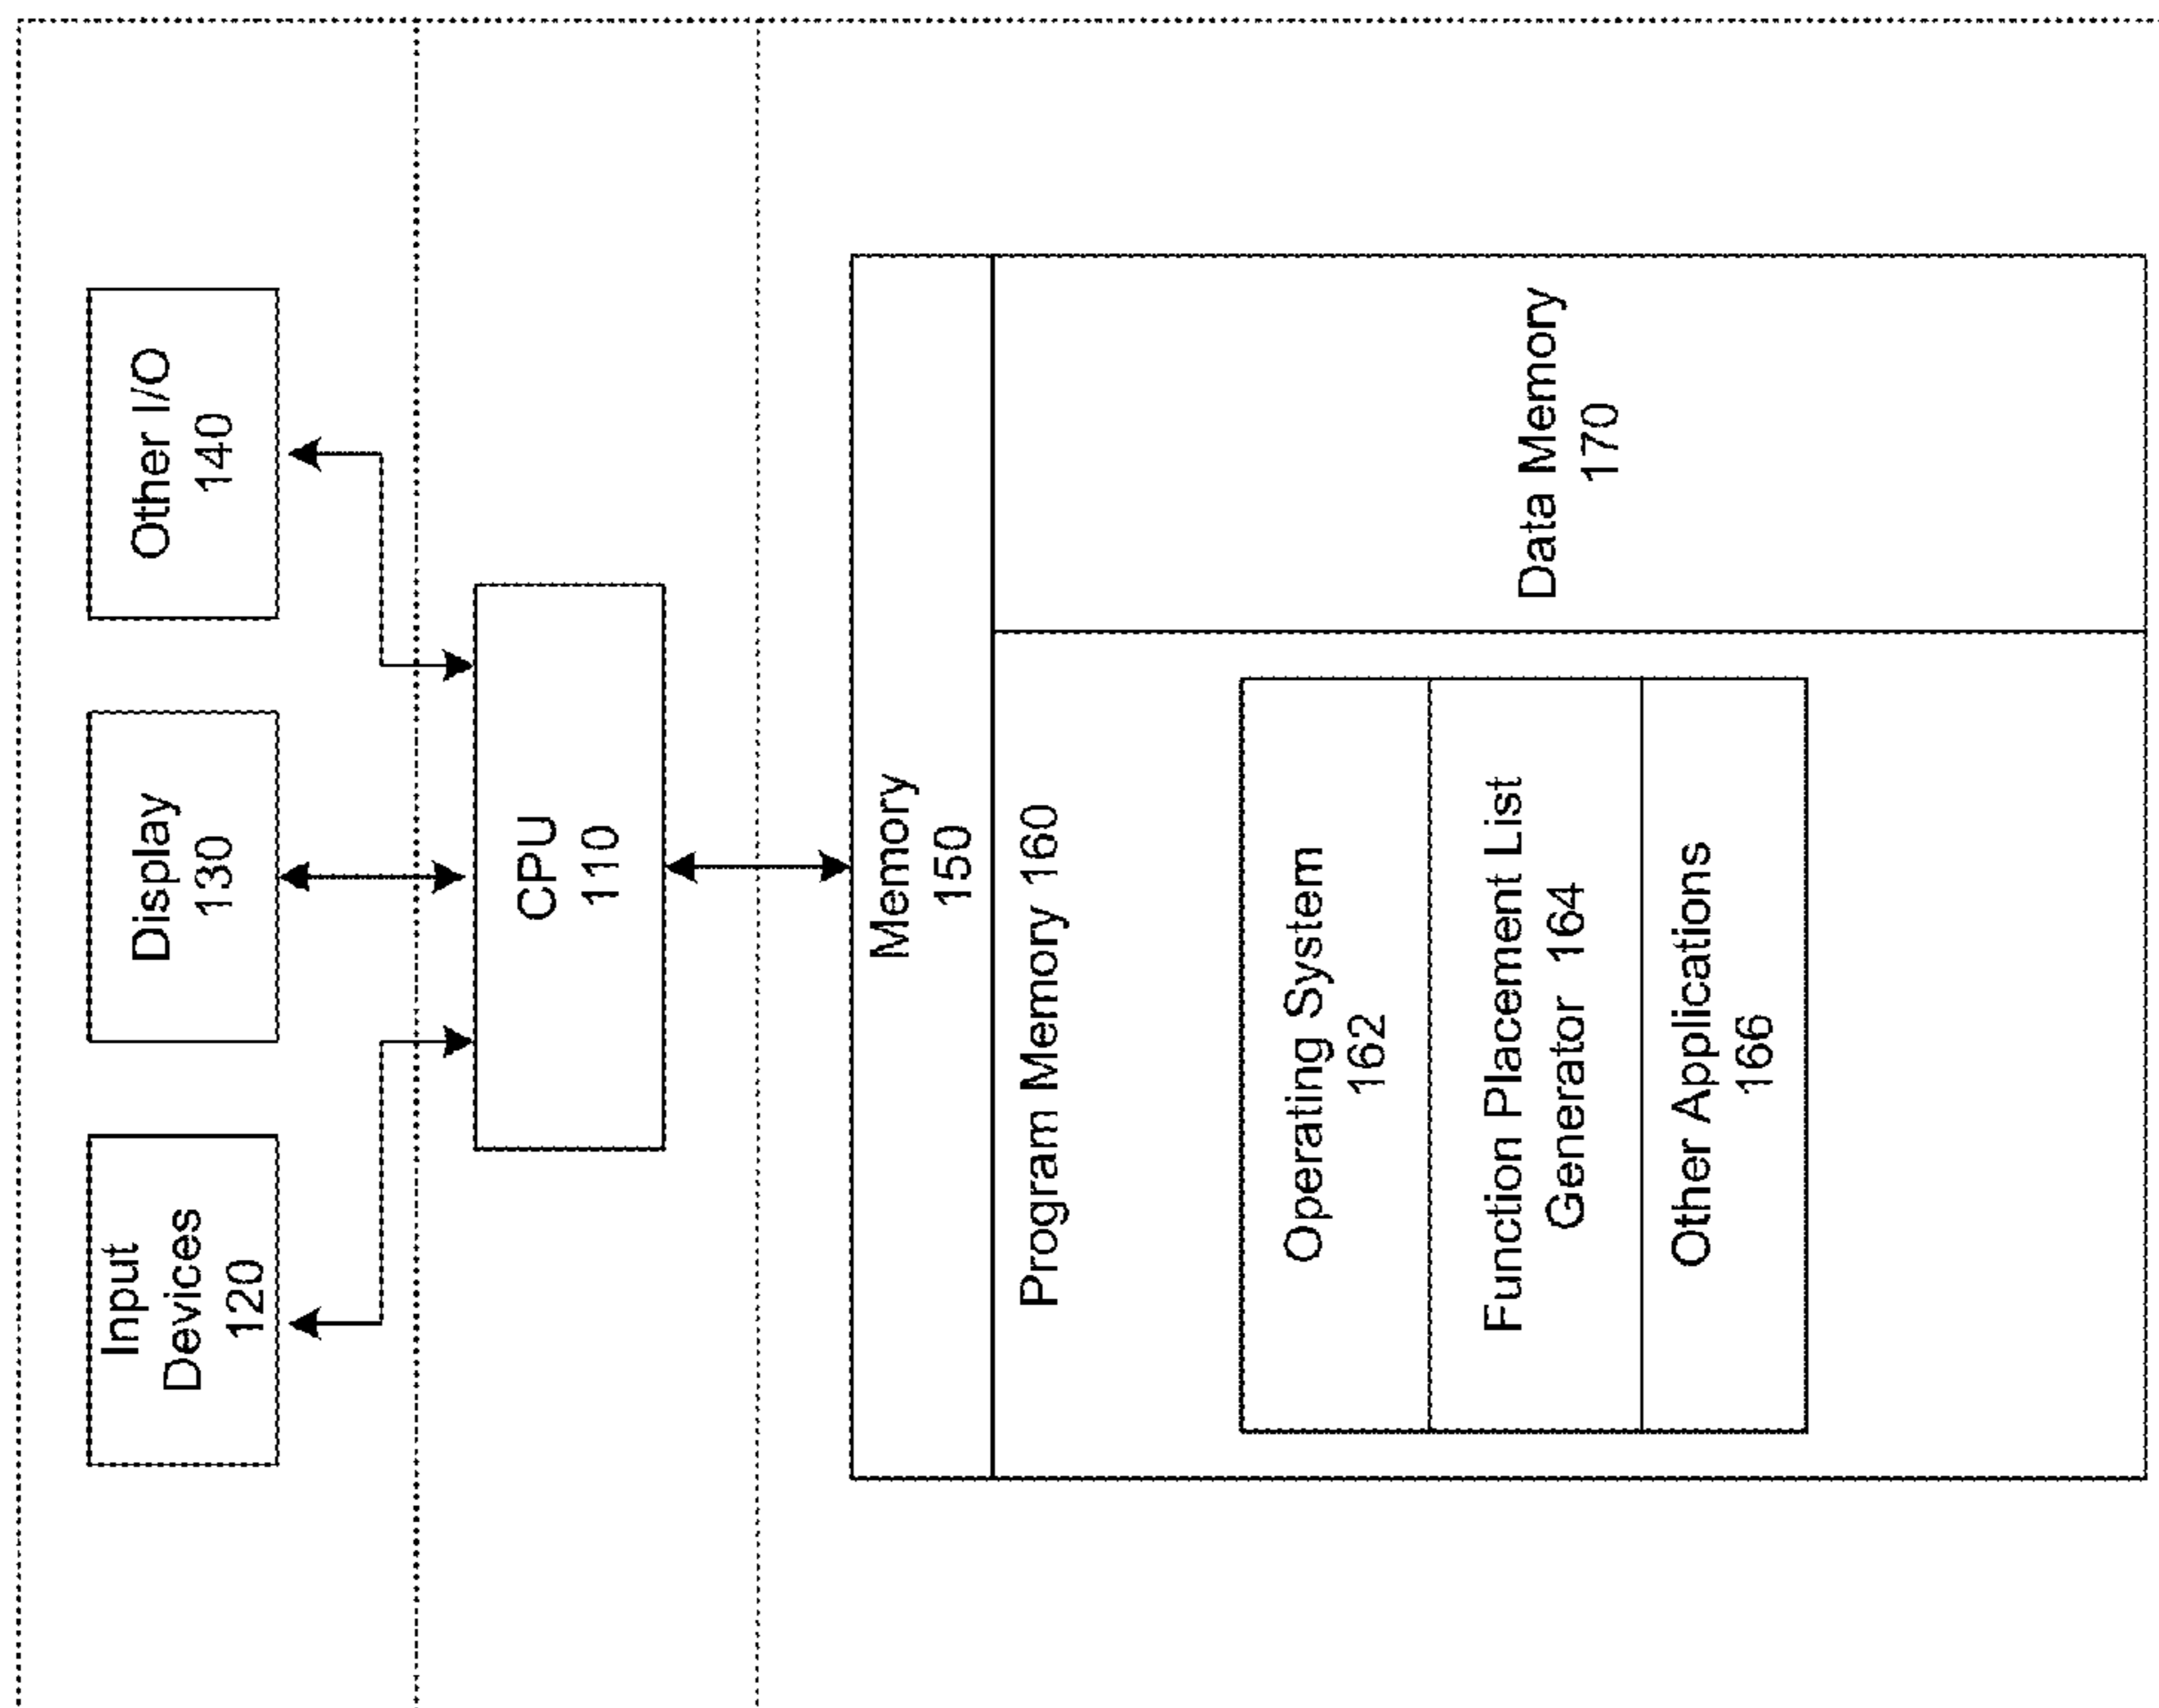 Input
Devices
120
Display
130
Other I/O
140
CPU
110
Memory
150
Program Memory 160
Operating System
162
Function Placement List
Generator 164
Other Applications
166
Data Memory
170